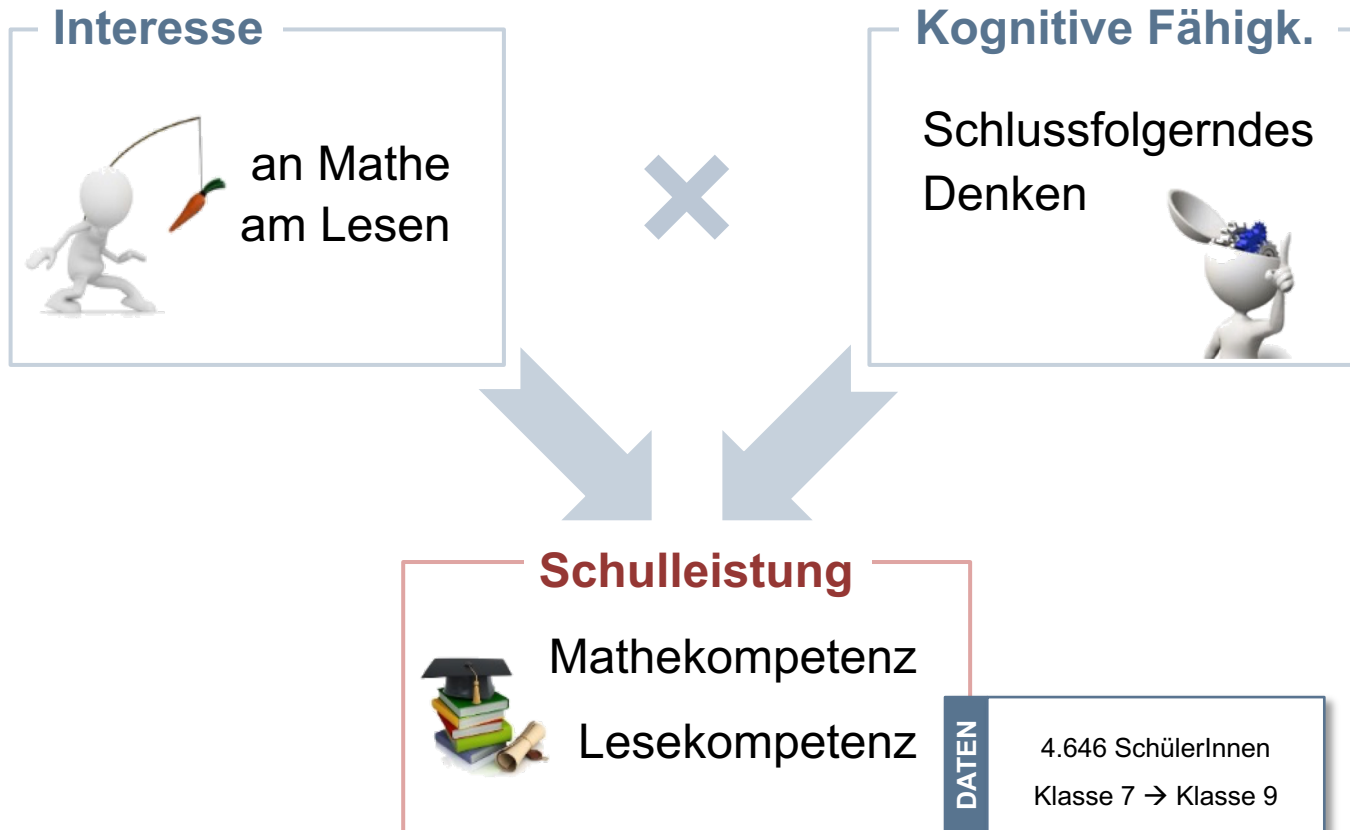 Interesse
an Mathe
am Lesen
×
Kognitive Fähigk.
Schlussfolgerndes
Denken
Schulleistung
Mathekompetenz
Lesekompetenz
DATEN
4.646 SchülerInnen
Klasse 7 → Klasse 9